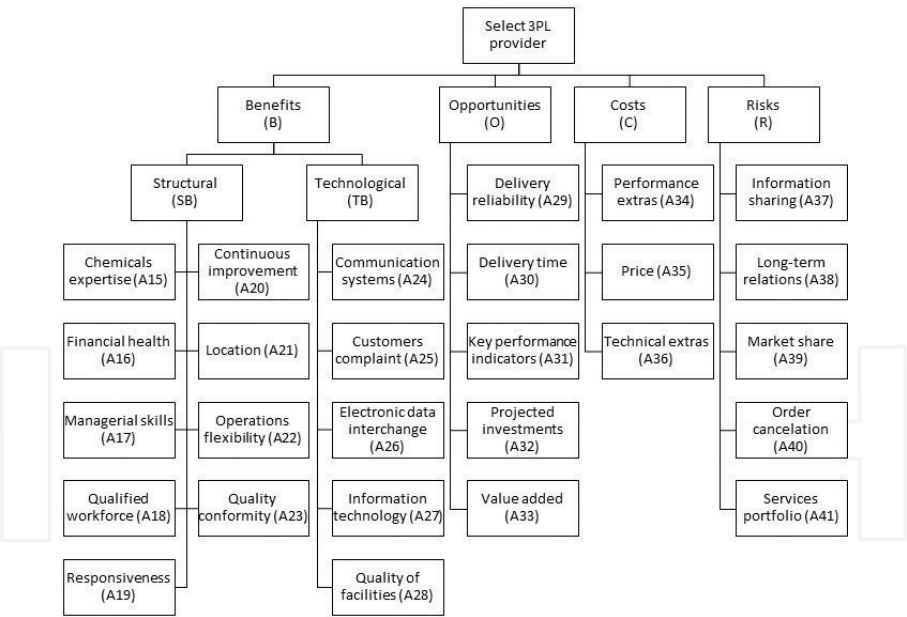 Select 3PL
provider
Benefits
(B)
Opportunities
(O)
Costs
(C)
Risks
(R)
Structural
(SB)
Technological
(TB)
Delivery
reliability (A29)
Performance
extras (A34)
Information
sharing (A37)
Chemicals
expertise (A15)
Continuous
improvement
(A20)
Communication
systems (A24)
Delivery time
(A30)
Price (A35)
Long-term
relations (A38)
Financial health
(A16)
Location (A21)
Customers
complaint (A25)
Key performance
indicators (A31)
Technical extras
(A36)
Market share
(A39)
Managerial skills
(A17)
Operations
flexibility (A22)
Electronic data
interchange
(A26)
Projected
investments
(A32)
Order
cancelation
(A40)
Qualified
workforce (A18)
Quality
conformity (A23)
Information
technology (A27)
Value added
(A33)
Services
portfolio (A41)
Responsiveness
(A19)
Quality of
facilities (A28)